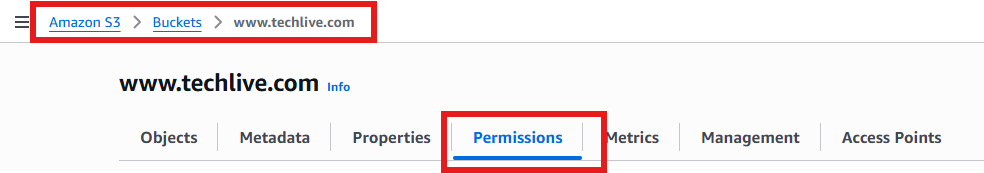 Amazon S3 > Buckets > www.techlive.com
www.techlive.com Info
Objects Metadata Properties Permissions Metrics Management Access Points